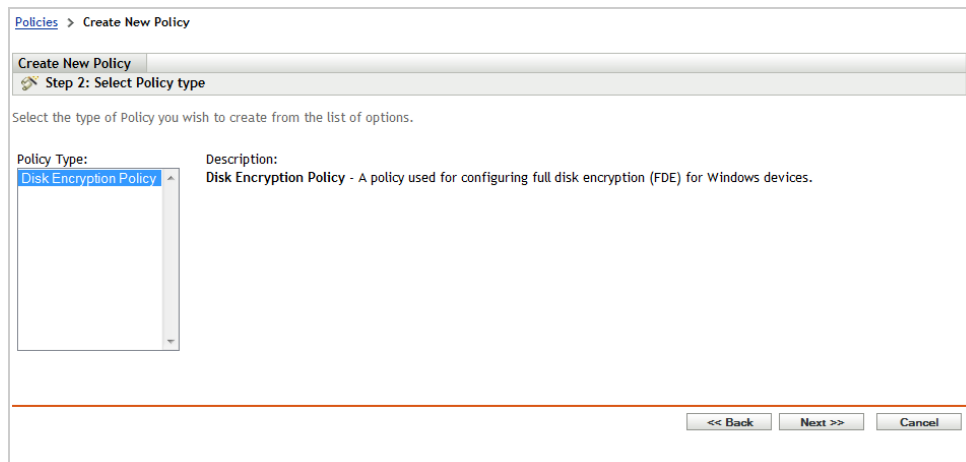 Policies > Create New Policy
Create New Policy
Step 2: Select Policy type
Select the type of Policy you wish to create from the list of options.
Policy Type:
Disk Encryption Policy
Description:
Disk Encryption Policy - A policy used for configuring full disk encryption (FDE) for Windows devices.
<< Back
Next >>
Cancel